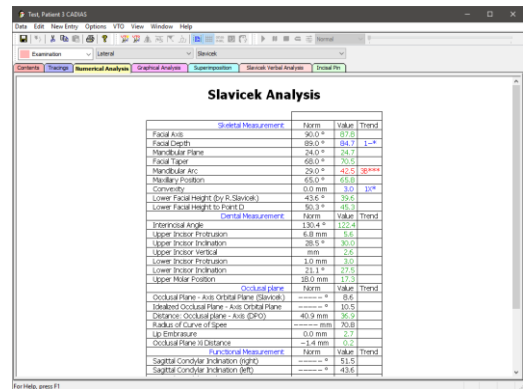 Test, Patient 3 CADIAS
Data Edit New Entry Options VTO View Window Help
Normal
Examination Lateral Slavicek
Contents Tracings Numerical Analysis Graphical Analysis Superimposition Slavicek Verbal Analysis Incisal Pin
Slavicek Analysis
Skeletal Measurement Norm Value Trend
Facial Axis 90.0 ° 87.8
Facial Depth 89.0 ° 84.7 1-*
Mandibular Plane 24.0 ° 24.7
Facial Taper 68.0 ° 70.5
Mandibular Arc 29.0 ° 42.5 3B***
Maxillary Position 65.0 ° 65.8
Convexity 0.0 mm 3.0 1X*
Lower Facial Height (by R.Slavicek) 43.6 ° 39.6
Lower Facial Height to Point D 50.3 ° 45.3
Dental Measurement Norm Value Trend
Interincisal Angle 130.4 ° 122.4
Upper Incisor Protrusion 6.8 mm 5.6
Upper Incisor Inclination 28.5 ° 30.0
Upper Incisor Vertical mm 2.6
Lower Incisor Protrusion 1.0 mm 3.0
Lower Incisor Inclination 21.1 ° 27.5
Upper Molar Position 18.0 mm 17.3
Occlusal plane Norm Value Trend
Occlusal Plane - Axis Orbital Plane (Slavicek) ----- ° 8.6
Idealized Occlusal Plane - Axis Orbital Plane ----- ° 10.5
Distance: Occlusal plane - Axis (DPO) 40.9 mm 36.9
Radius of Curve of Spee ----- mm 70.8
Lip Embrasure 0.0 mm 2.7
Occlusal Plane Xi Distance -1.4 mm 0.2
Functional Measurement Norm Value Trend
Sagittal Condylar Inclination (right) ----- ° 51.5
Sagittal Condylar Inclination (left) ----- ° 43.6
For Help, press F1